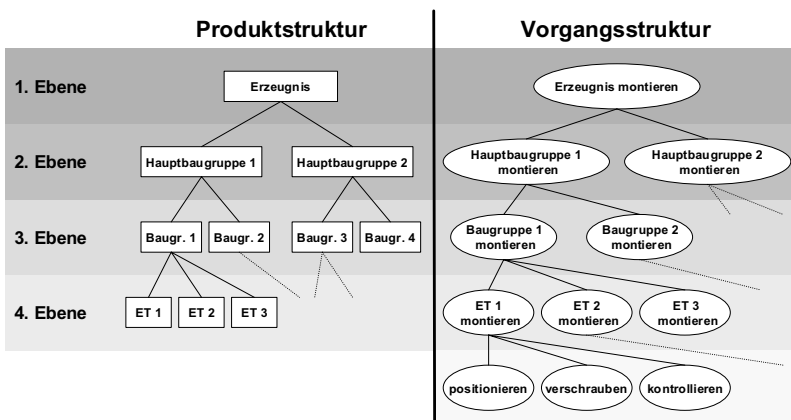 Produktstruktur
Vorgangsstruktur
1. Ebene
Erzeugnis
Erzeugnis montieren
2. Ebene
Hauptbaugruppe 1
Hauptbaugruppe 2
Hauptbaugruppe 1
montieren
Hauptbaugruppe 2
montieren
3. Ebene
Baugr. 1
Baugr. 2
Baugr. 3
Baugr. 4
Baugruppe 1
montieren
Baugruppe 2
montieren
4. Ebene
ET 1
ET 2
ET 3
ET 1
montieren
ET 2
montieren
ET 3
montieren
positionieren
verschrauben
kontrollieren